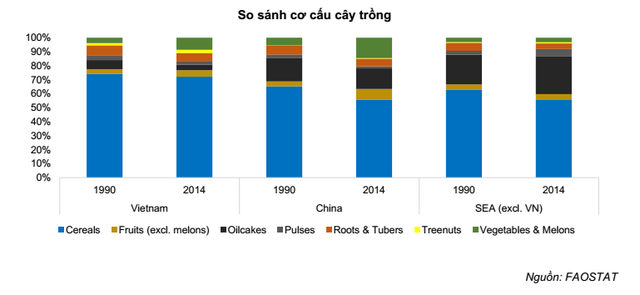 So sánh cơ cấu cây trồng
100%
90%
80%
70%
60%
50%
40%
30%
20%
10%
0%
1990 2014 1990 2014 1990 2014
Vietnam China SEA (excl. VN)
Cereals Fruits (excl. melons) Oilcakes Pulses Roots & Tubers Treenuts Vegetables & Melons
Nguồn: FAOSTAT